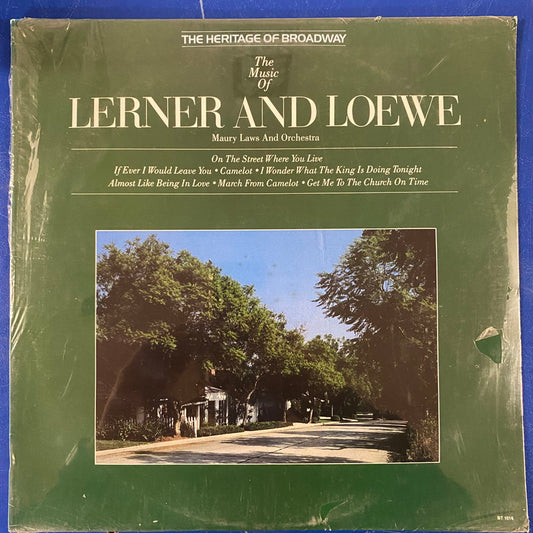 THE HERITAGE OF BROADWAY
The
Music
Of
LERNER AND LOEWE
Maury Laws And Orchestra
On The Street Where You Live
If Ever I Would Leave You • Camelot • I Wonder What The King Is Doing Tonight
Almost Like Being In Love • March From Camelot • Get Me To The Church On Time